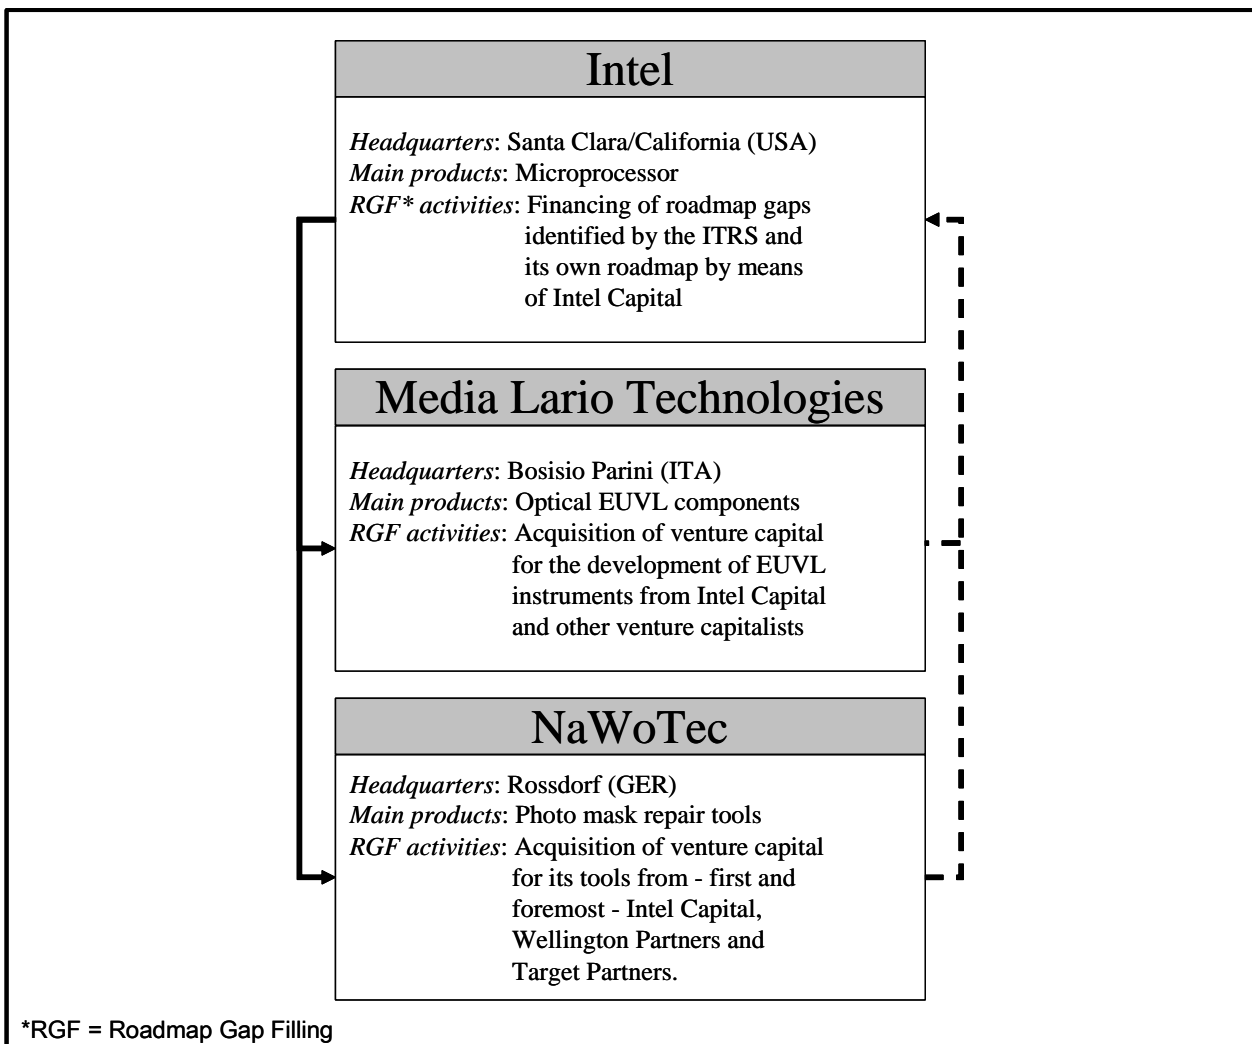 Intel
Headquarters: Santa Clara/California (USA)
Main products: Microprocessor
RGF* activities: Financing of roadmap gaps
identified by the ITRS and
its own roadmap by means
of Intel Capital
Media Lario Technologies
Headquarters: Bosisio Parini (ITA)
Main products: Optical EUVL components
RGF activities: Acquisition of venture capital
for the development of EUVL
instruments from Intel Capital
and other venture capitalists
NaWoTec
Headquarters: Rossdorf (GER)
Main products: Photo mask repair tools
RGF activities: Acquisition of venture capital
for its tools from - first and
foremost - Intel Capital,
Wellington Partners and
Target Partners.
*RGF = Roadmap Gap Filling